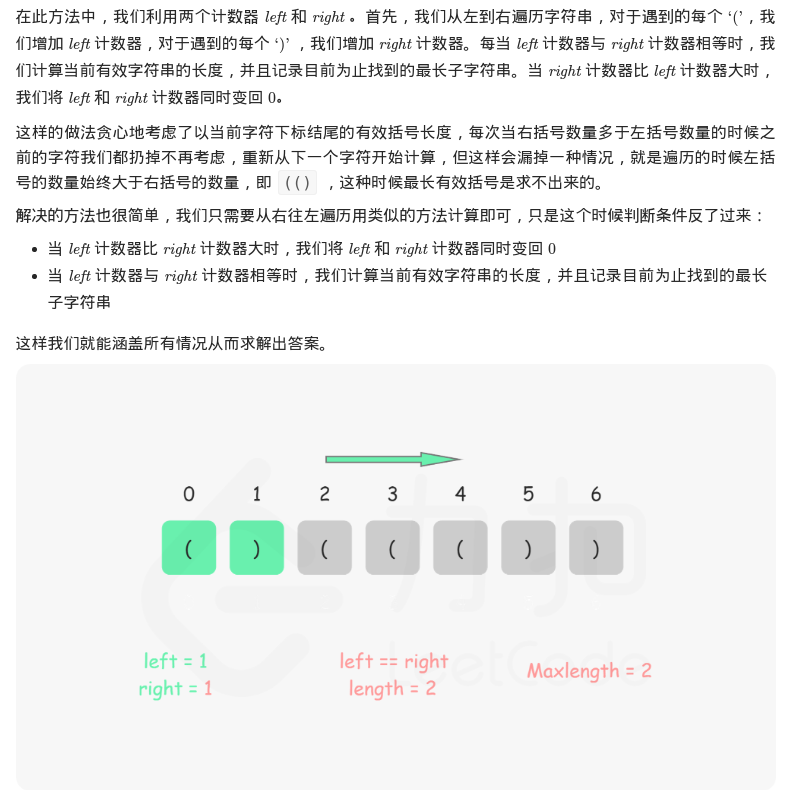 在此方法中，我们利用两个计数器 left 和 right 。首先，我们从左到右遍历字符串，对于遇到的每个 ‘(’，我
们增加 left 计数器，对于遇到的每个 ‘)’ ，我们增加 right 计数器。每当 left 计数器与 right 计数器相等时，我
们计算当前有效字符串的长度，并且记录目前为止找到的最长子字符串。当 right 计数器比 left 计数器大时，
我们将 left 和 right 计数器同时变回 0。
这样的做法贪心地考虑了以当前字符下标结尾的有效括号长度，每次当右括号数量多于左括号数量的时候之
前的字符我们都扔掉不再考虑，重新从下一个字符开始计算，但这样会漏掉一种情况，就是遍历的时候左括
号的数量始终大于右括号的数量，即 (() ，这种时候最长有效括号是求不出来的。
解决的方法也很简单，我们只需要从右往左遍历用类似的方法计算即可，只是这个时候判断条件反了过来：
• 当 left 计数器比 right 计数器大时，我们将 left 和 right 计数器同时变回 0
• 当 left 计数器与 right 计数器相等时，我们计算当前有效字符串的长度，并且记录目前为止找到的最长
子字符串
这样我们就能涵盖所有情况从而求解出答案。
0 1 2 3 4 5 6
( ) ( ( ( ) )
力扣
LeetCode
left = 1 left == right Maxlength = 2
right = 1 length = 2